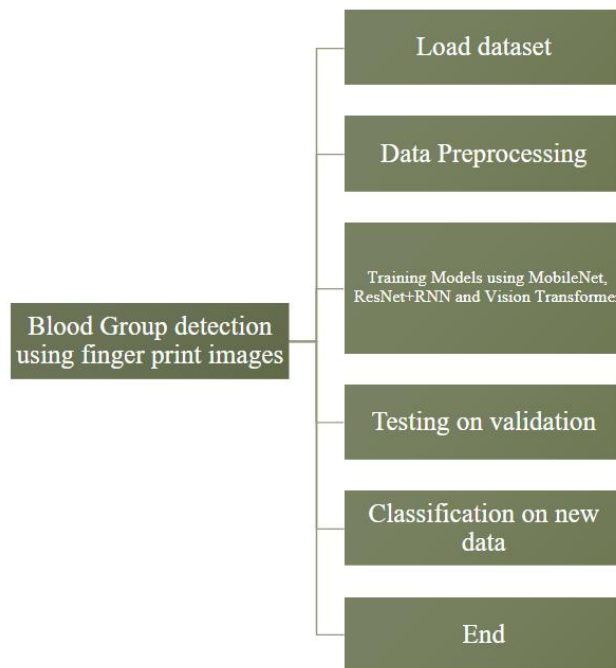 Blood Group detection
using finger print images
Load dataset
Data Preprocessing
Training Models using MobileNet,
ResNet+RNN and Vision Transformer
Testing on validation
Classification on new
data
End